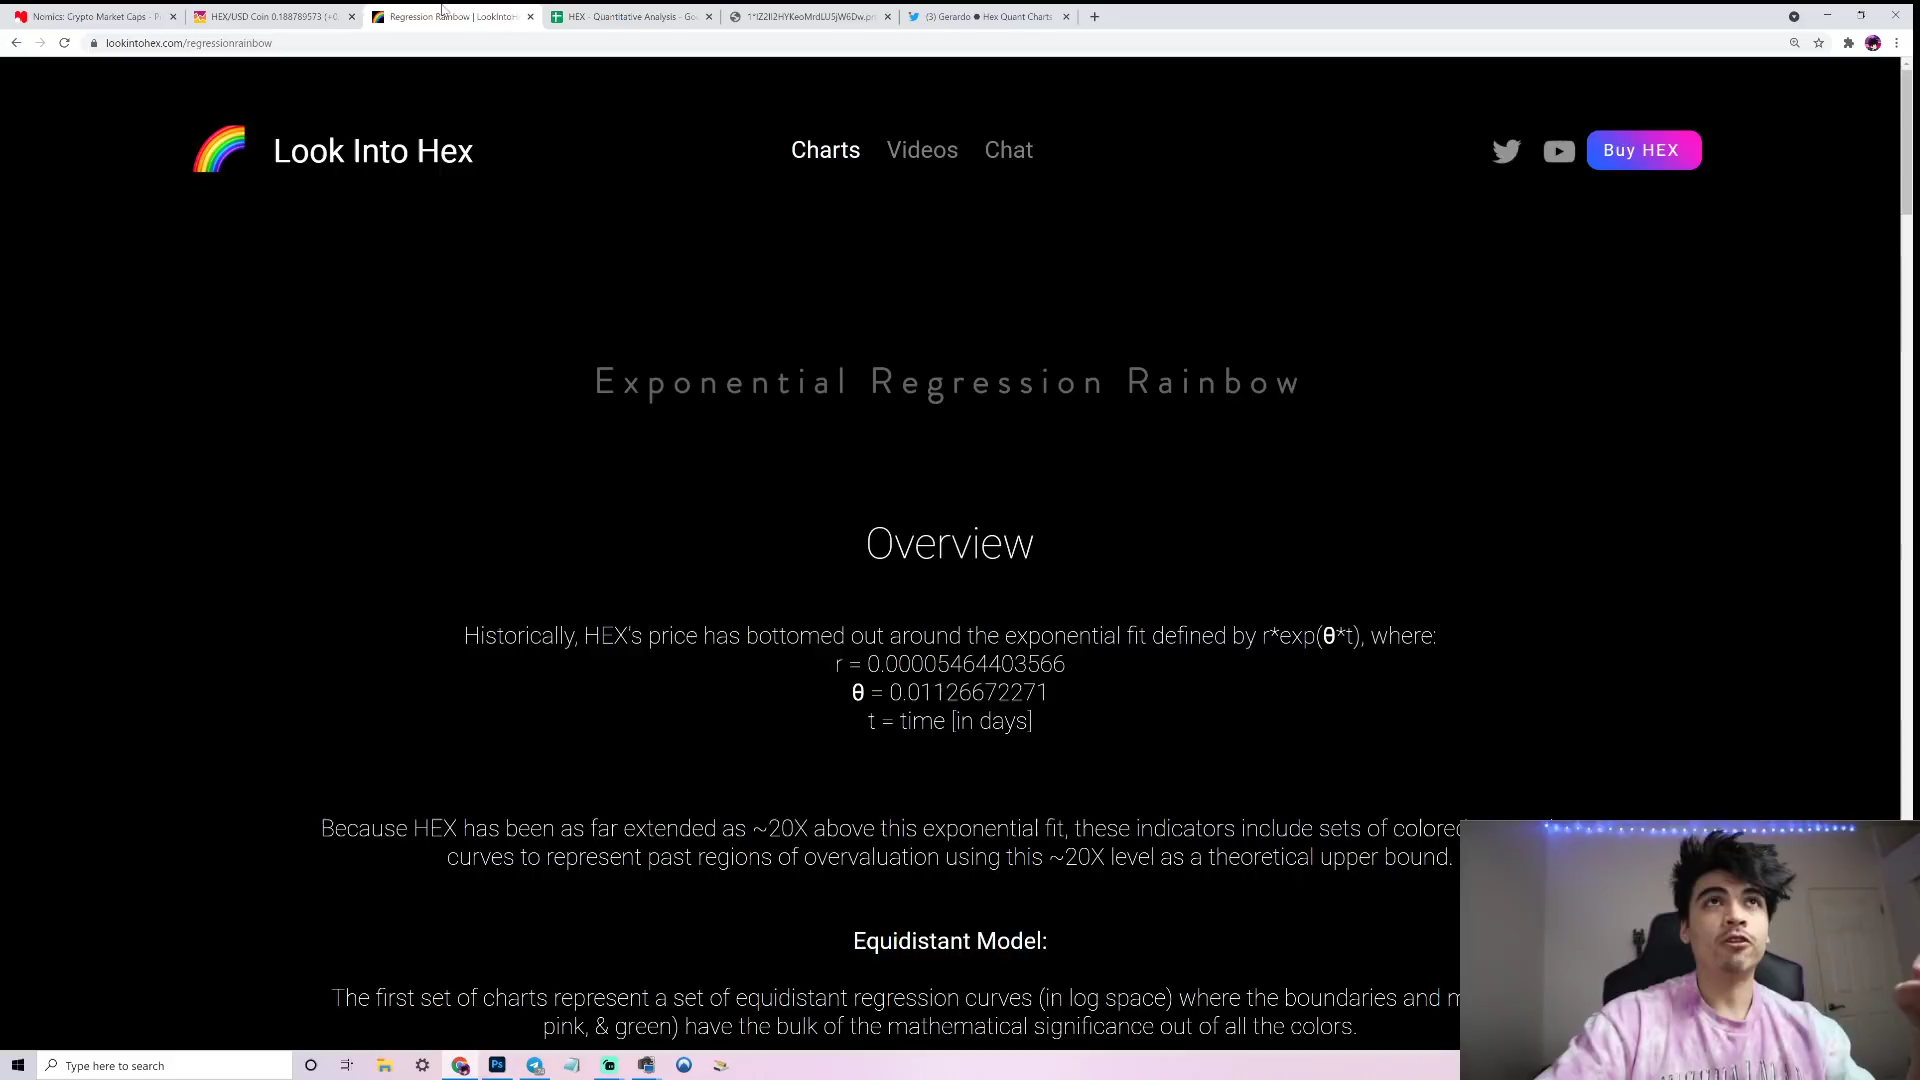 Nomics: Crypto Market Caps - P
HEX/USD Coin 0.188789573 (+0.
Regression Rainbow | LookIntoH
HEX - Quantitative Analysis - Go
(3) Gerardo ● Hex Quant Charts
lookintohex.com/regressionrainbow
Look Into Hex
Charts
Videos
Chat
Buy HEX
Exponential Regression Rainbow
Overview
Historically, HEX's price has bottomed out around the exponential fit defined by r*exp(θ*t), where:
r = 0.00005464403566
θ = 0.01126672271
t = time [in days]
Because HEX has been as far extended as ~20X above this exponential fit, these indicators include sets of colored
curves to represent past regions of overvaluation using this ~20X level as a theoretical upper bound.
Equidistant Model:
The first set of charts represent a set of equidistant regression curves (in log space) where the boundaries and m
pink, & green) have the bulk of the mathematical significance out of all the colors.
Type here to search